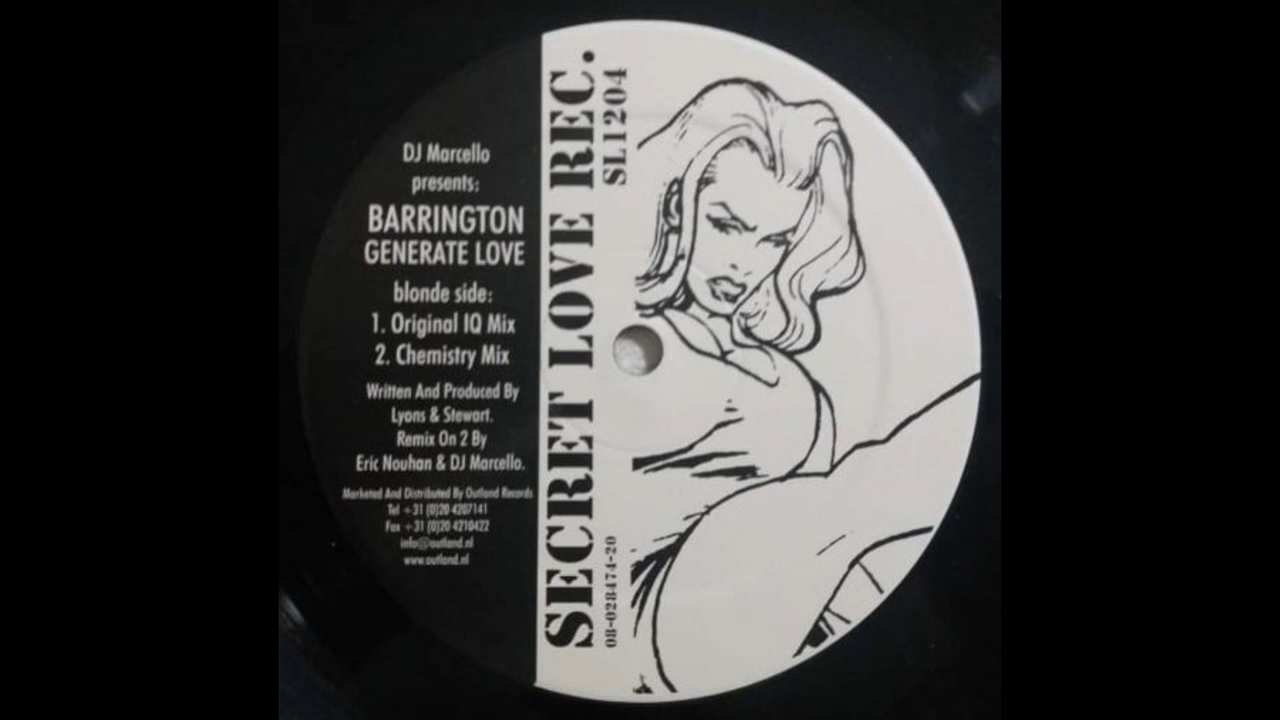 DJ Marcello
presents:
BARRINGTON
GENERATE LOVE
blonde side:
1. Original IQ Mix
2. Chemistry Mix
Written And Produced By
Lyons & Stewart.
Remix On 2 By
Eric Nouhan & DJ Marcello.
Marketed And Distributed By Outland Records
Tel +31 (0)20 4207141
Fax +31 (0)20 4210422
info@outland.nl
www.outland.nl
SECRET LOVE REC.
SL1204
08-028474-20